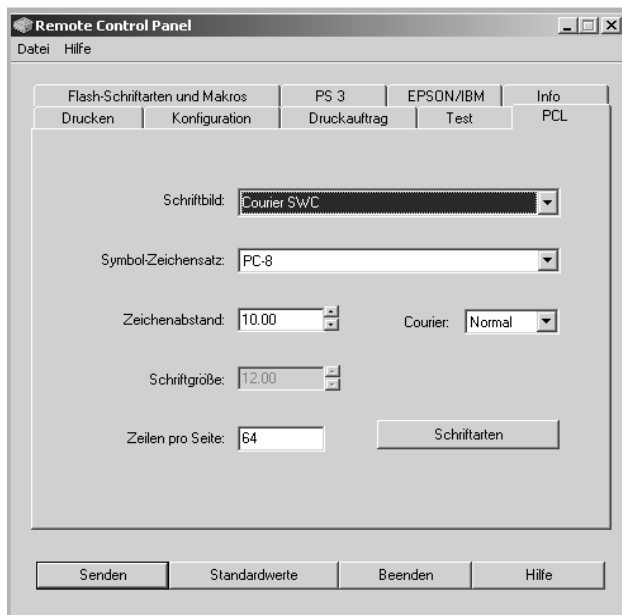 Remote Control Panel
Datei Hilfe
Flash-Schriftarten und Makros PS 3 EPSON/IBM Info
Drucken Konfiguration Druckauftrag Test PCL
Schriftbild: Courier SWC
Symbol-Zeichensatz: PC-8
Zeichenabstand: 10.00 Courier: Normal
Schriftgröße: 12.00
Zeilen pro Seite: 64 Schriftarten
Senden Standardwerte Beenden Hilfe